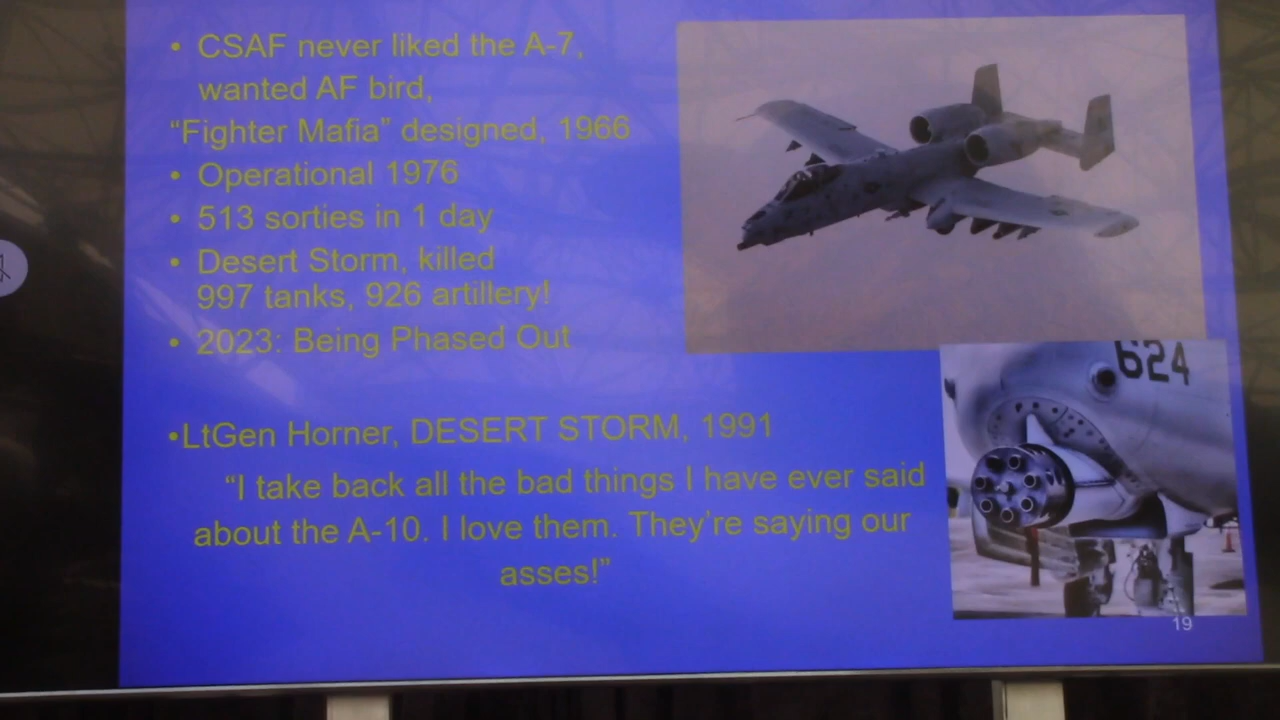 • CSAF never liked the A-7,
wanted AF bird,
“Fighter Mafia” designed, 1966
• Operational 1976
• 513 sorties in 1 day
• Desert Storm, killed
997 tanks, 926 artillery!
• 2023: Being Phased Out
•LtGen Horner, DESERT STORM, 1991
“I take back all the bad things I have ever said
about the A-10. I love them. They’re saying our
asses!”
624
19